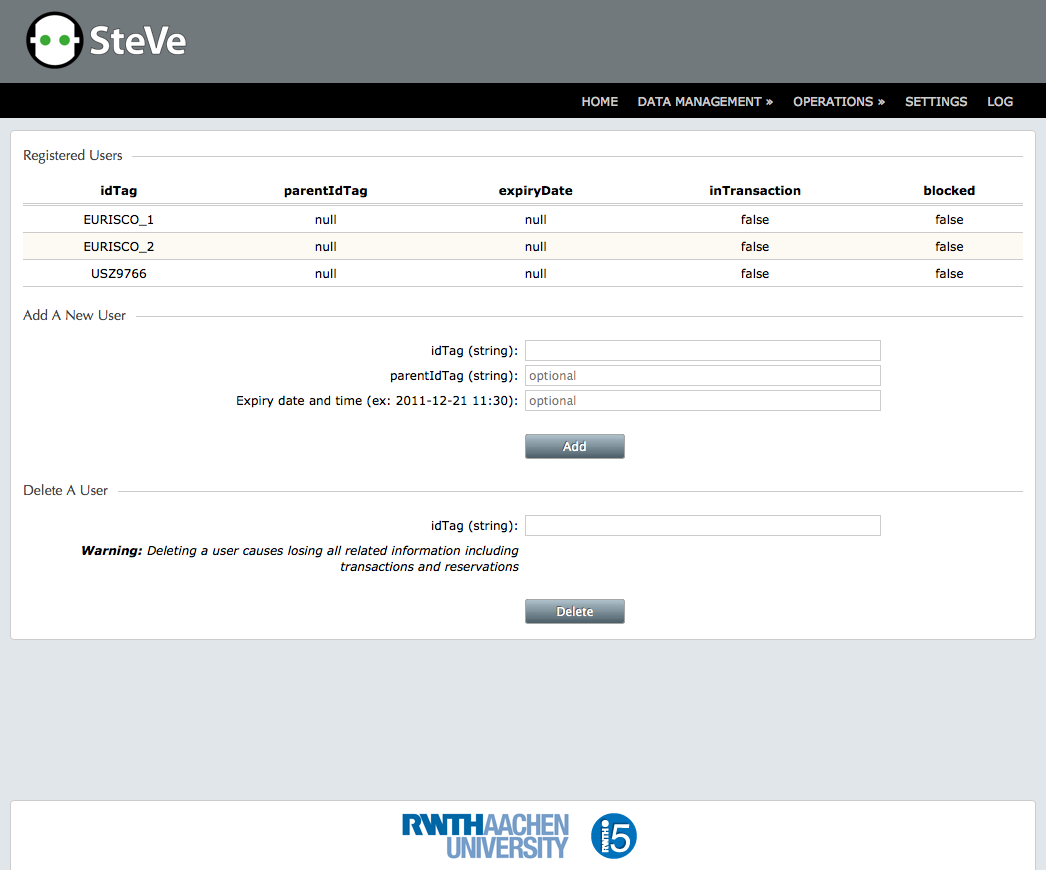 SteVe
HOME DATA MANAGEMENT » OPERATIONS » SETTINGS LOG
Registered Users
idTag parentIdTag expiryDate inTransaction blocked
EURISCO_1 null null false false
EURISCO_2 null null false false
USZ9766 null null false false
Add A New User
idTag (string):
parentIdTag (string): optional
Expiry date and time (ex: 2011-12-21 11:30): optional
Add
Delete A User
idTag (string):
Warning: Deleting a user causes losing all related information including
transactions and reservations
Delete
RWTHAACHEN
UNIVERSITY
RWTH i5